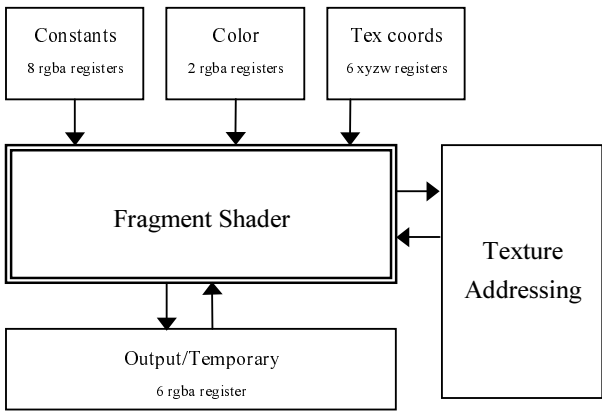 Constants
8 rgba registers
Color
2 rgba registers
Tex coords
6 xyzw registers
Fragment Shader
Texture
Addressing
Output/Temporary
6 rgba register